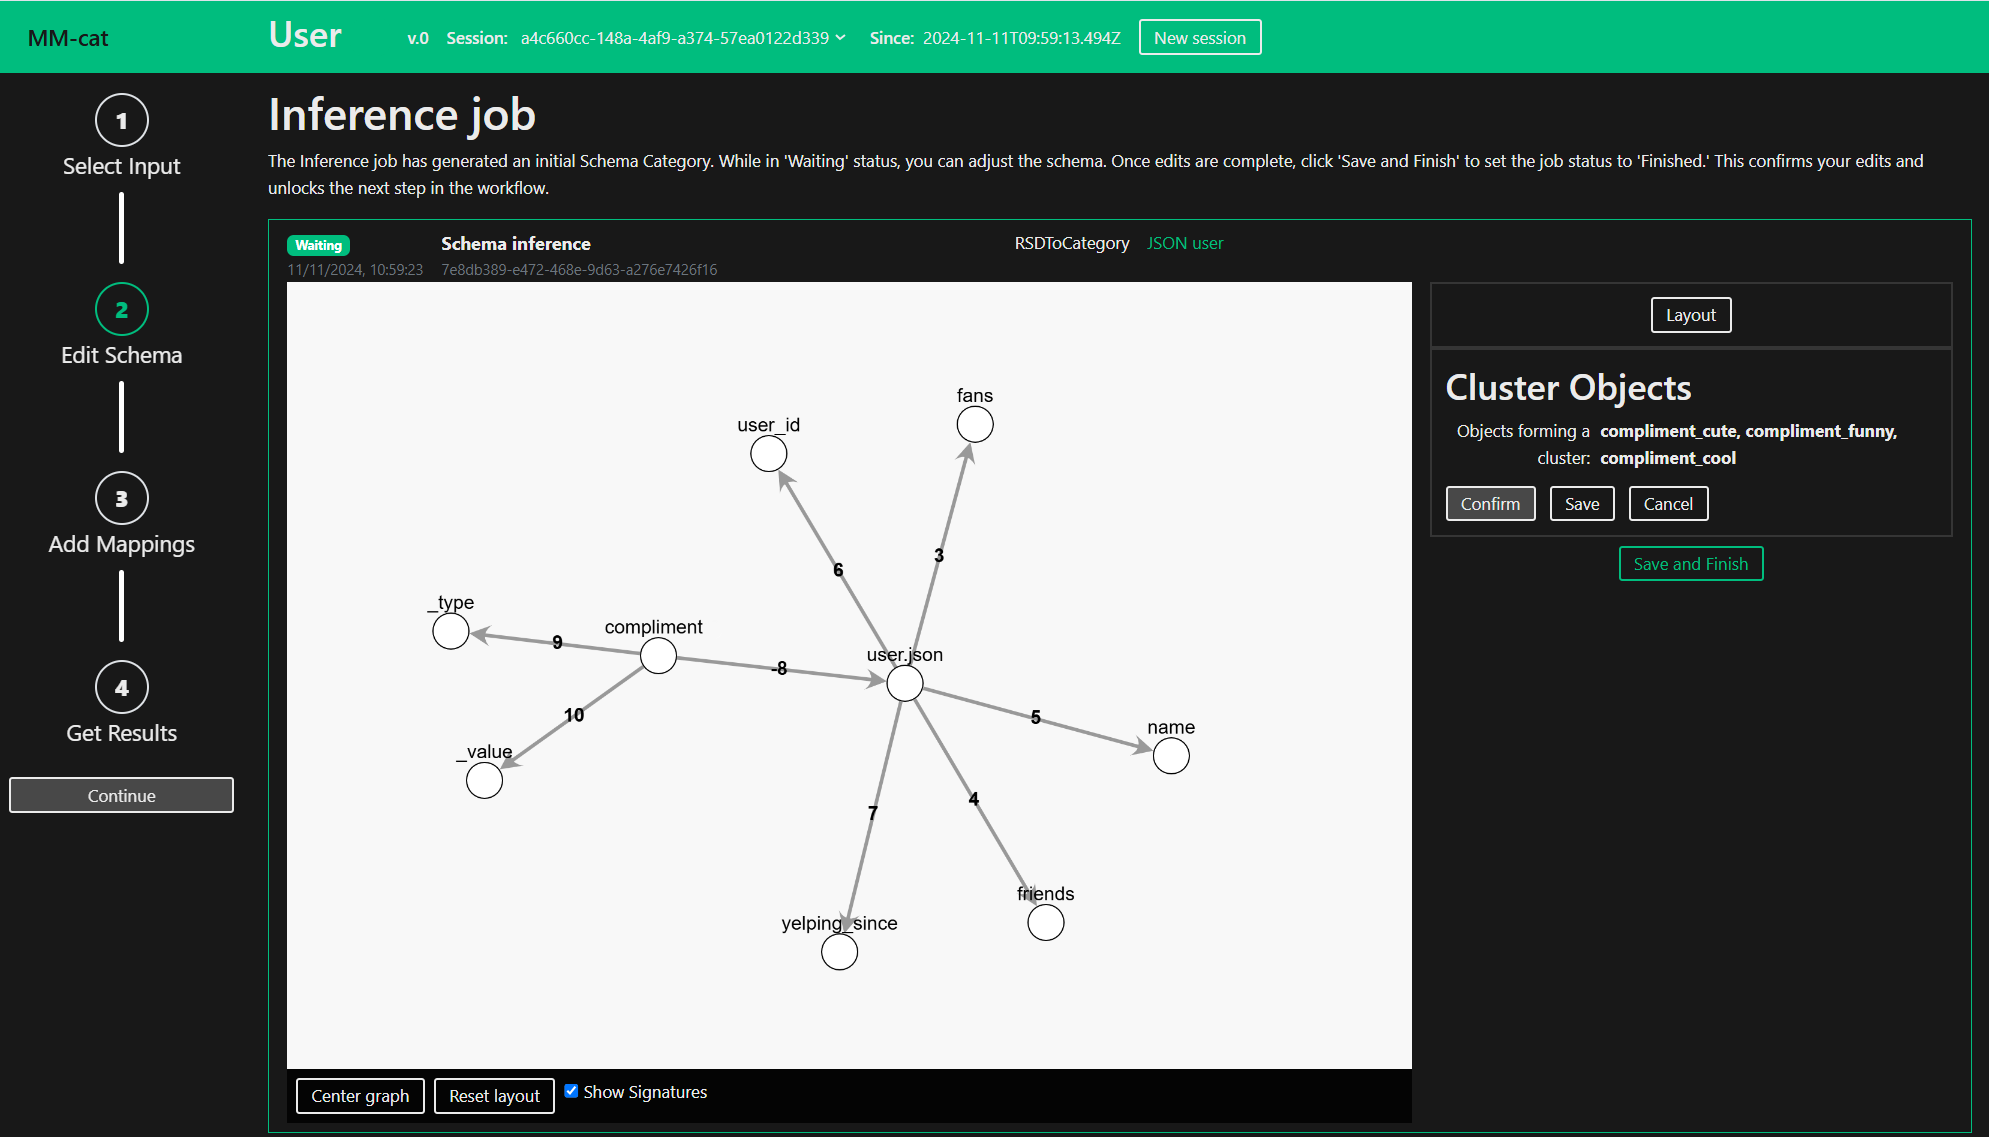 MM-cat
User
v.0 Session: a4c660cc-148a-4af9-a374-57ea0122d339 Since: 2024-11-11T09:59:13.494Z New session
1
Select Input
2
Edit Schema
3
Add Mappings
4
Get Results
Continue
Inference job
The Inference job has generated an initial Schema Category. While in 'Waiting' status, you can adjust the schema. Once edits are complete, click 'Save and Finish' to set the job status to 'Finished.' This confirms your edits and
unlocks the next step in the workflow.
Waiting
11/11/2024, 10:59:23
Schema inference
7e8db389-e472-468e-9d63-a276e7426f16
RSDToCategory JSON user
fans
user_id
3
6
_type
compliment
9
user.json
-8
10
5
name
_value
4
7
friends
yelping_since
Center graph Reset layout Show Signatures
Layout
Cluster Objects
Objects forming a compliment_cute, compliment_funny,
cluster: compliment_cool
Confirm Save Cancel
Save and Finish